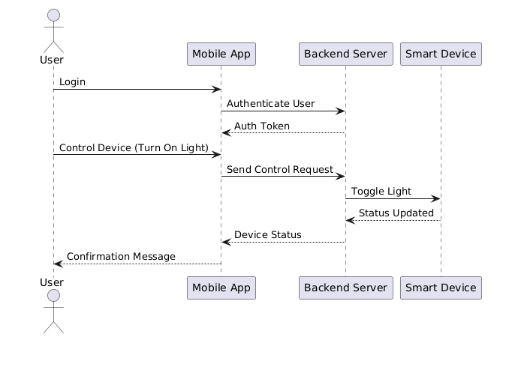 User
Mobile App
Backend Server
Smart Device
Login
Authenticate User
Auth Token
Control Device (Turn On Light)
Send Control Request
Toggle Light
Status Updated
Device Status
Confirmation Message
User
Mobile App
Backend Server
Smart Device